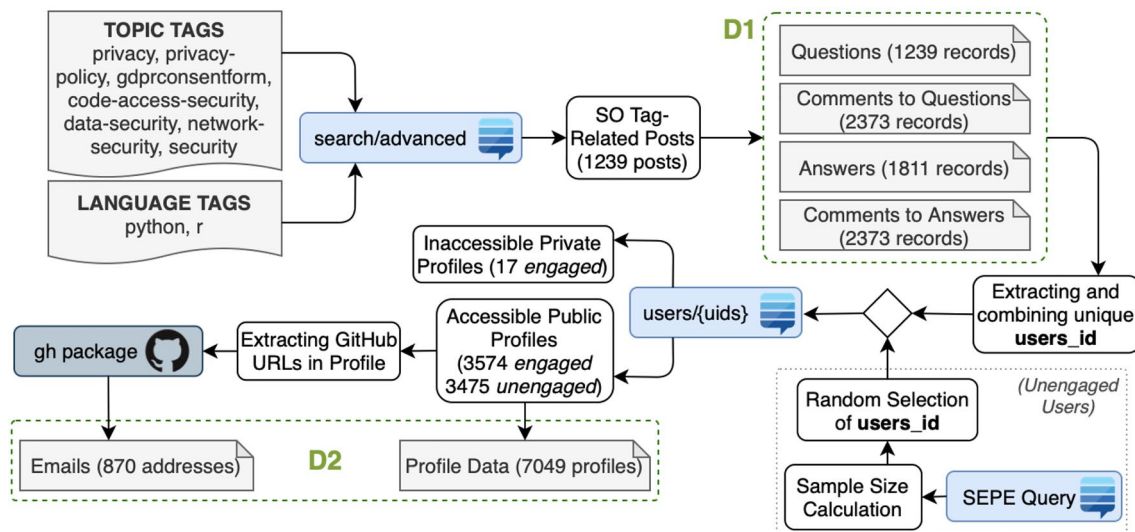 TOPIC TAGS
privacy, privacy-
policy, gdprconsentform,
code-access-security,
data-security, network-
security, security
LANGUAGE TAGS
python, r
search/advanced
SO Tag-
Related Posts
(1239 posts)
D1
Questions (1239 records)
Comments to Questions
(2373 records)
Answers (1811 records)
Comments to Answers
(2373 records)
Extracting and
combining unique
users_id
(Unengaged
Users)
SEPE Query
Sample Size
Calculation
Random Selection
of users_id
users/{uids}
Inaccessible Private
Profiles (17 engaged)
Accessible Public
Profiles
(3574 engaged
3475 unengaged)
Extracting GitHub
URLs in Profile
gh package
D2
Emails (870 addresses)
Profile Data (7049 profiles)